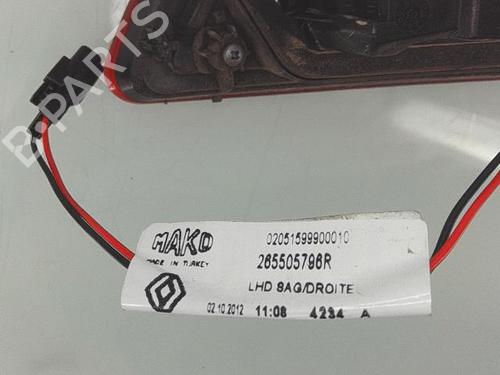 B-PARTS
MAKO
MADE IN TURKEY
02051599900010
265505796R
LHD SAG/DROITE
02.10.2012 11:08 4234 A